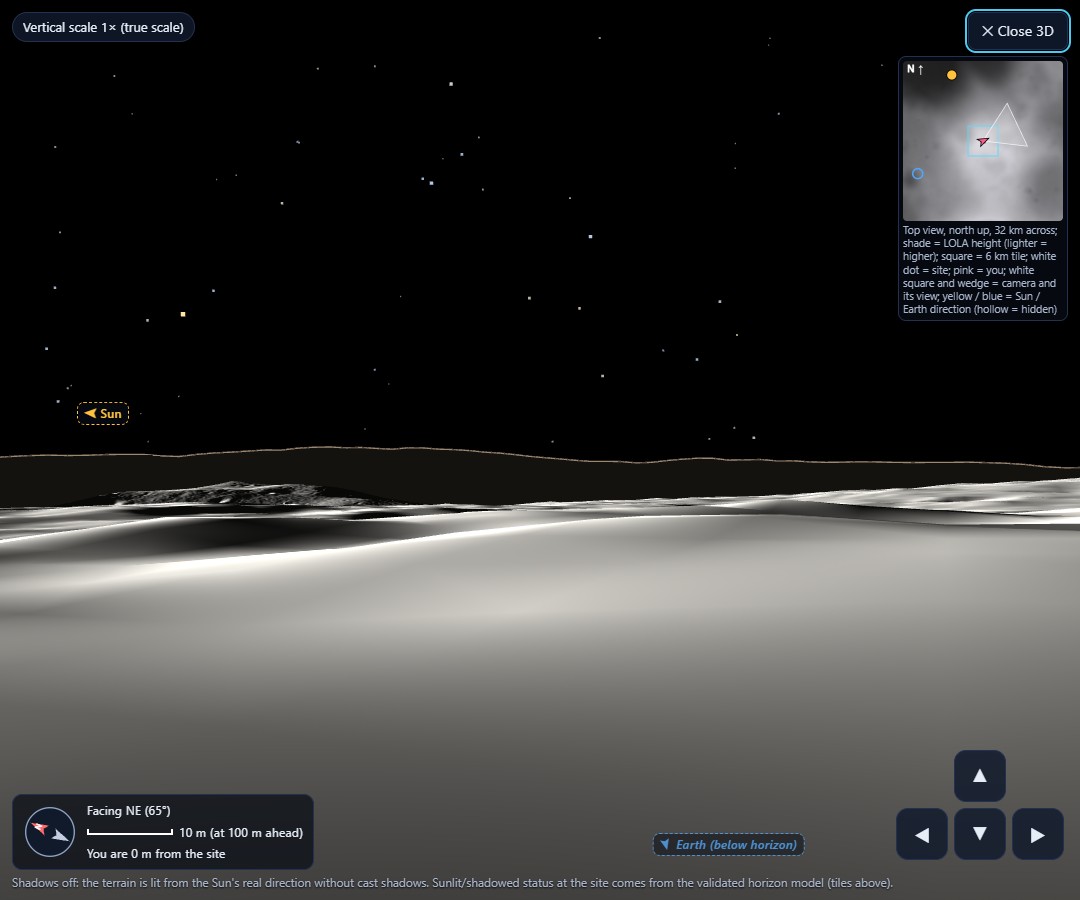 Vertical scale 1× (true scale)
✕ Close 3D
N ↑
Top view, north up, 32 km across;
shade = LOLA height (lighter =
higher); square = 6 km tile; white
dot = site; pink = you; white
square and wedge = camera and
its view; yellow / blue = Sun /
Earth direction (hollow = hidden)
Sun
Facing NE (65°)
10 m (at 100 m ahead)
You are 0 m from the site
Earth (below horizon)
Shadows off: the terrain is lit from the Sun's real direction without cast shadows. Sunlit/shadowed status at the site comes from the validated horizon model (tiles above).